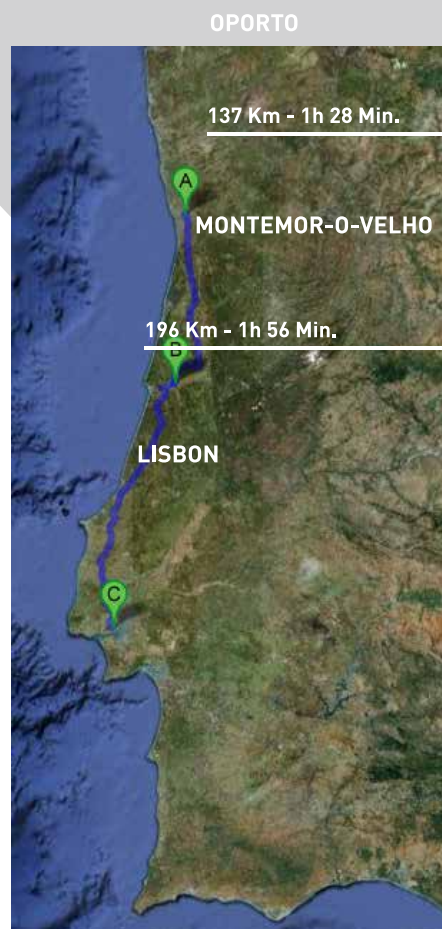 OPORTO
137 Km - 1h 28 Min.
A
MONTEMOR-O-VELHO
196 Km - 1h 56 Min.
B
LISBON
C